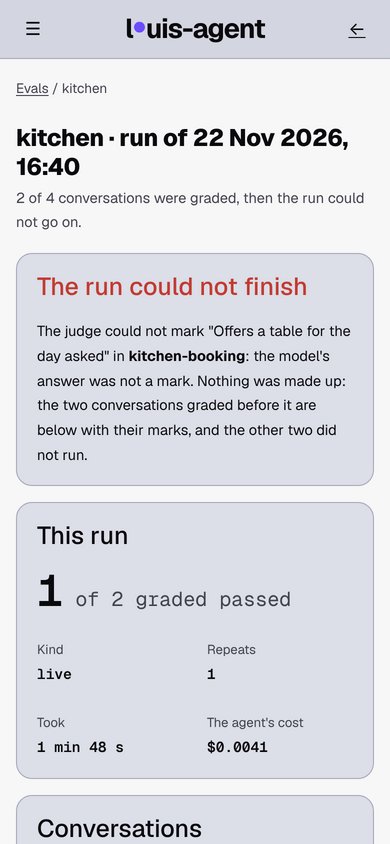 ☰
louis-agent
←
Evals / kitchen
kitchen · run of 22 Nov 2026,
16:40
2 of 4 conversations were graded, then the run could
not go on.
The run could not finish
The judge could not mark "Offers a table for the
day asked" in kitchen-booking: the model's
answer was not a mark. Nothing was made up:
the two conversations graded before it are
below with their marks, and the other two did
not run.
This run
1 of 2 graded passed
Kind
live
Repeats
1
Took
1 min 48 s
The agent's cost
$0.0041
Conversations